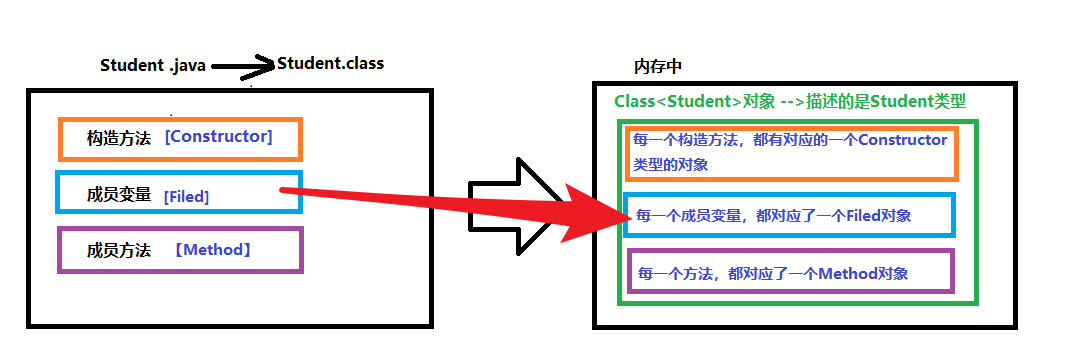 Student .java
Student.class
构造方法 [Constructor]
成员变量 [Filed]
成员方法 【Method】
内存中
Class<Student>对象 -->描述的是Student类型
每一个构造方法，都有对应的一个Constructor
类型的对象
每一个成员变量，都对应了一个Filed对象
每一个方法，都对应了一个Method对象